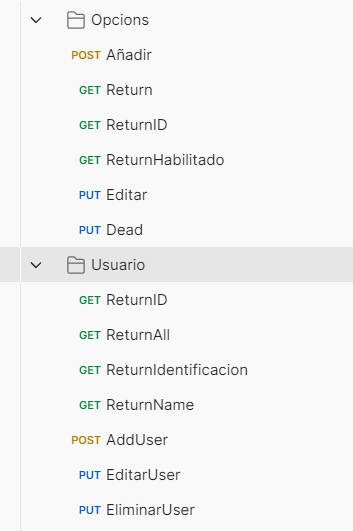 Opcions
POST Añadir
GET Return
GET ReturnID
GET ReturnHabilitado
PUT Editar
PUT Dead
Usuario
GET ReturnID
GET ReturnAll
GET ReturnIdentificacion
GET ReturnName
POST AddUser
PUT EditarUser
PUT EliminarUser